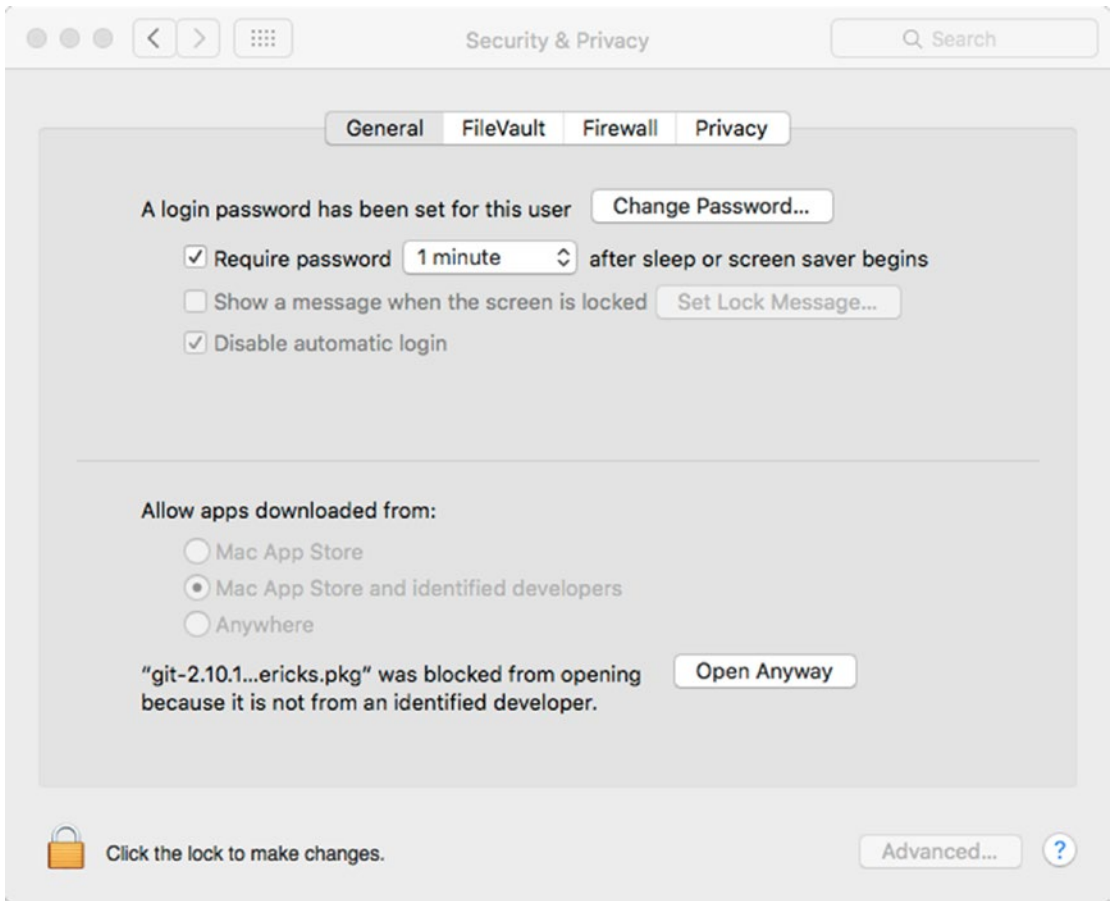 Security & Privacy
Search
General FileVault Firewall Privacy
A login password has been set for this user Change Password...
Require password 1 minute after sleep or screen saver begins
Show a message when the screen is locked Set Lock Message...
Disable automatic login
Allow apps downloaded from:
Mac App Store
Mac App Store and identified developers
Anywhere
“git-2.10.1...ericks.pkg” was blocked from opening Open Anyway
because it is not from an identified developer.
Click the lock to make changes. Advanced... ?